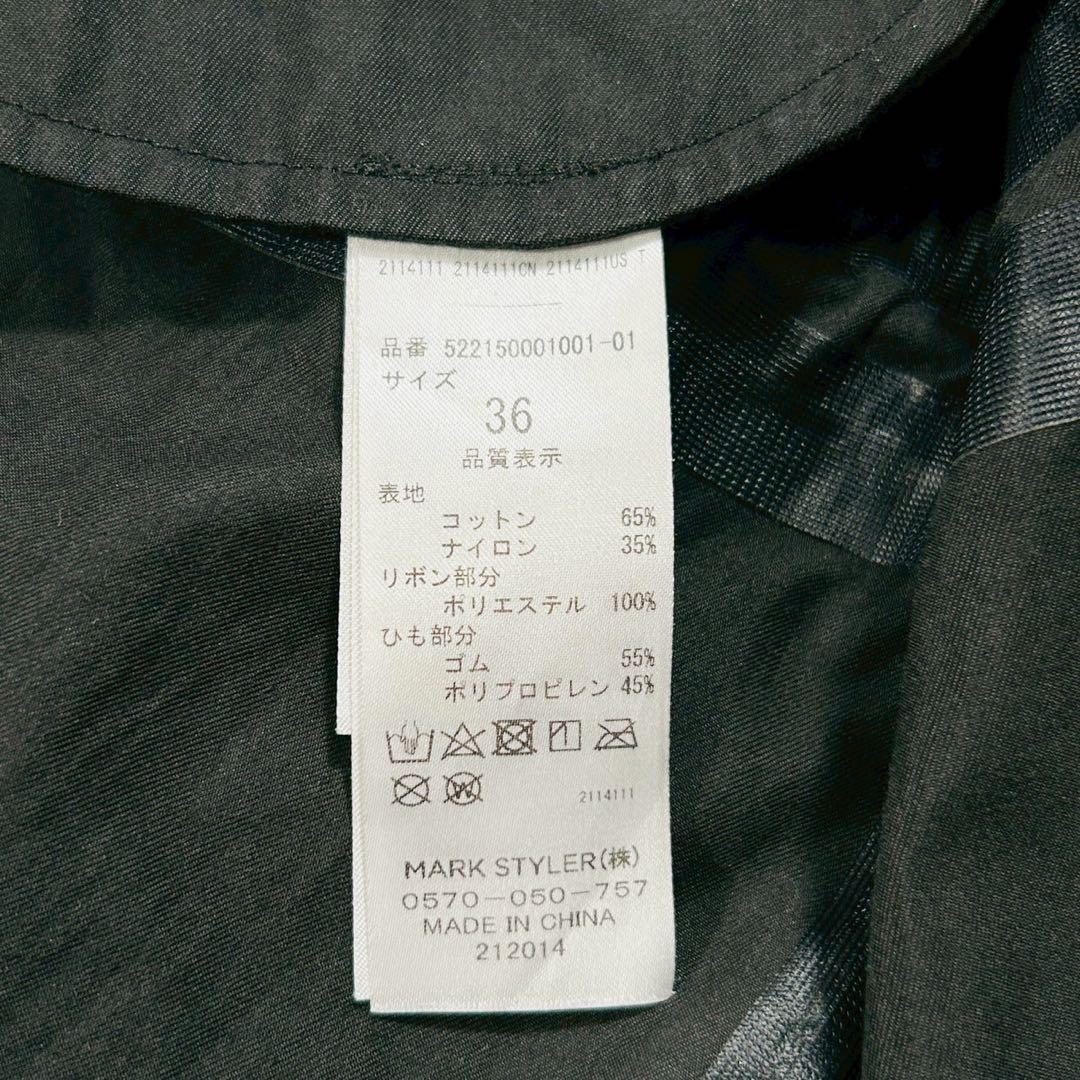 2114111 2114111CN 2114111US T
品番 522150001001-01
サイズ
36
品質表示
表地
コットン 65%
ナイロン 35%
リボン部分
ポリエステル 100%
ひも部分
ゴム 55%
ポリプロピレン 45%
W
2114111
MARK STYLER(株)
0570-050-757
MADE IN CHINA
212014